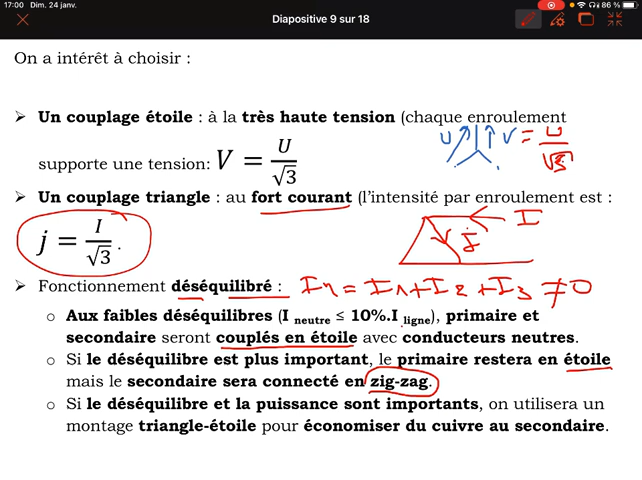 17:00 Dim. 24 janv.
86 %
Diapositive 9 sur 18
On a intérêt à choisir :
➤ Un couplage étoile : à la très haute tension (chaque enroulement
supporte une tension: V = U/√3
U V = U/√3
➤ Un couplage triangle : au fort courant (l'intensité par enroulement est :
j = I/√3 .
I
j
➤ Fonctionnement déséquilibré : In = I1 + I2 + I3 ≠ 0
o Aux faibles déséquilibres (I neutre ≤ 10%.I ligne), primaire et
secondaire seront couplés en étoile avec conducteurs neutres.
o Si le déséquilibre est plus important, le primaire restera en étoile
mais le secondaire sera connecté en zig-zag.
o Si le déséquilibre et la puissance sont importants, on utilisera un
montage triangle-étoile pour économiser du cuivre au secondaire.